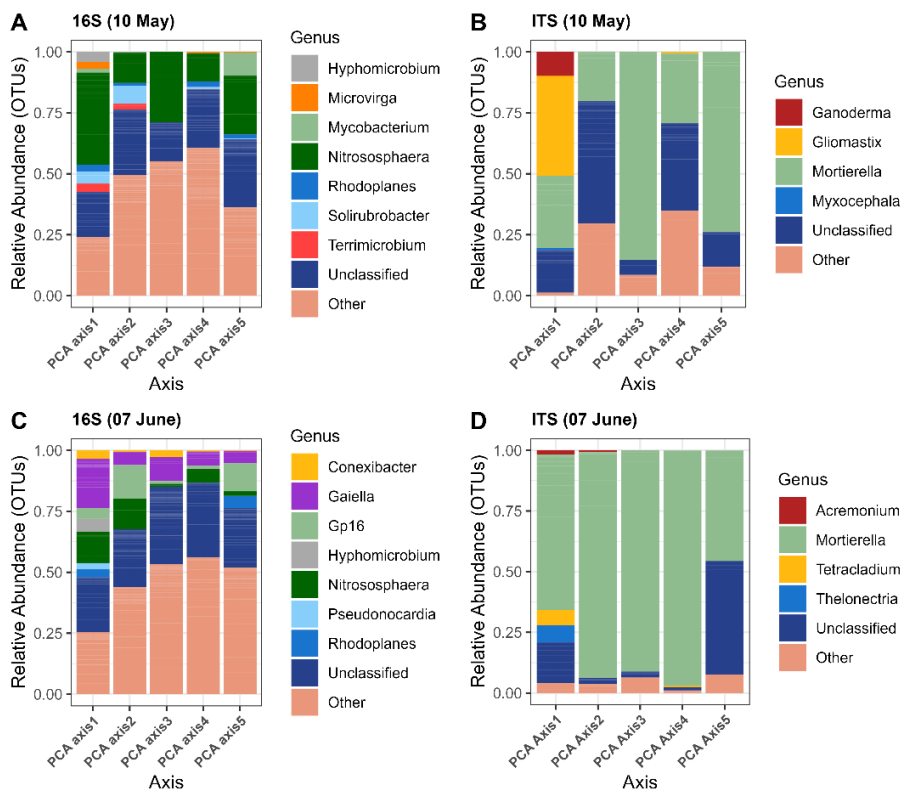 A 16S (10 May)
Relative Abundance (OTUs)
1.00
0.75
0.50
0.25
0.00
PCA axis1
PCA axis2
PCA axis3
PCA axis4
PCA axis5
Axis
Genus
Hyphomicrobium
Microvirga
Mycobacterium
Nitrososphaera
Rhodoplanes
Solirubrobacter
Terrimicrobium
Unclassified
Other
B ITS (10 May)
Relative Abundance (OTUs)
1.00
0.75
0.50
0.25
0.00
PCA axis1
PCA axis2
PCA axis3
PCA axis4
PCA axis5
Axis
Genus
Ganoderma
Gliomastix
Mortierella
Myxocephala
Unclassified
Other
C 16S (07 June)
Relative Abundance (OTUs)
1.00
0.75
0.50
0.25
0.00
PCA axis1
PCA axis2
PCA axis3
PCA axis4
PCA axis5
Axis
Genus
Conexibacter
Gaiella
Gp16
Hyphomicrobium
Nitrososphaera
Pseudonocardia
Rhodoplanes
Unclassified
Other
D ITS (07 June)
Relative Abundance (OTUs)
1.00
0.75
0.50
0.25
0.00
PCA Axis1
PCA Axis2
PCA Axis3
PCA Axis4
PCA Axis5
Axis
Genus
Acremonium
Mortierella
Tetracladium
Thelonectria
Unclassified
Other